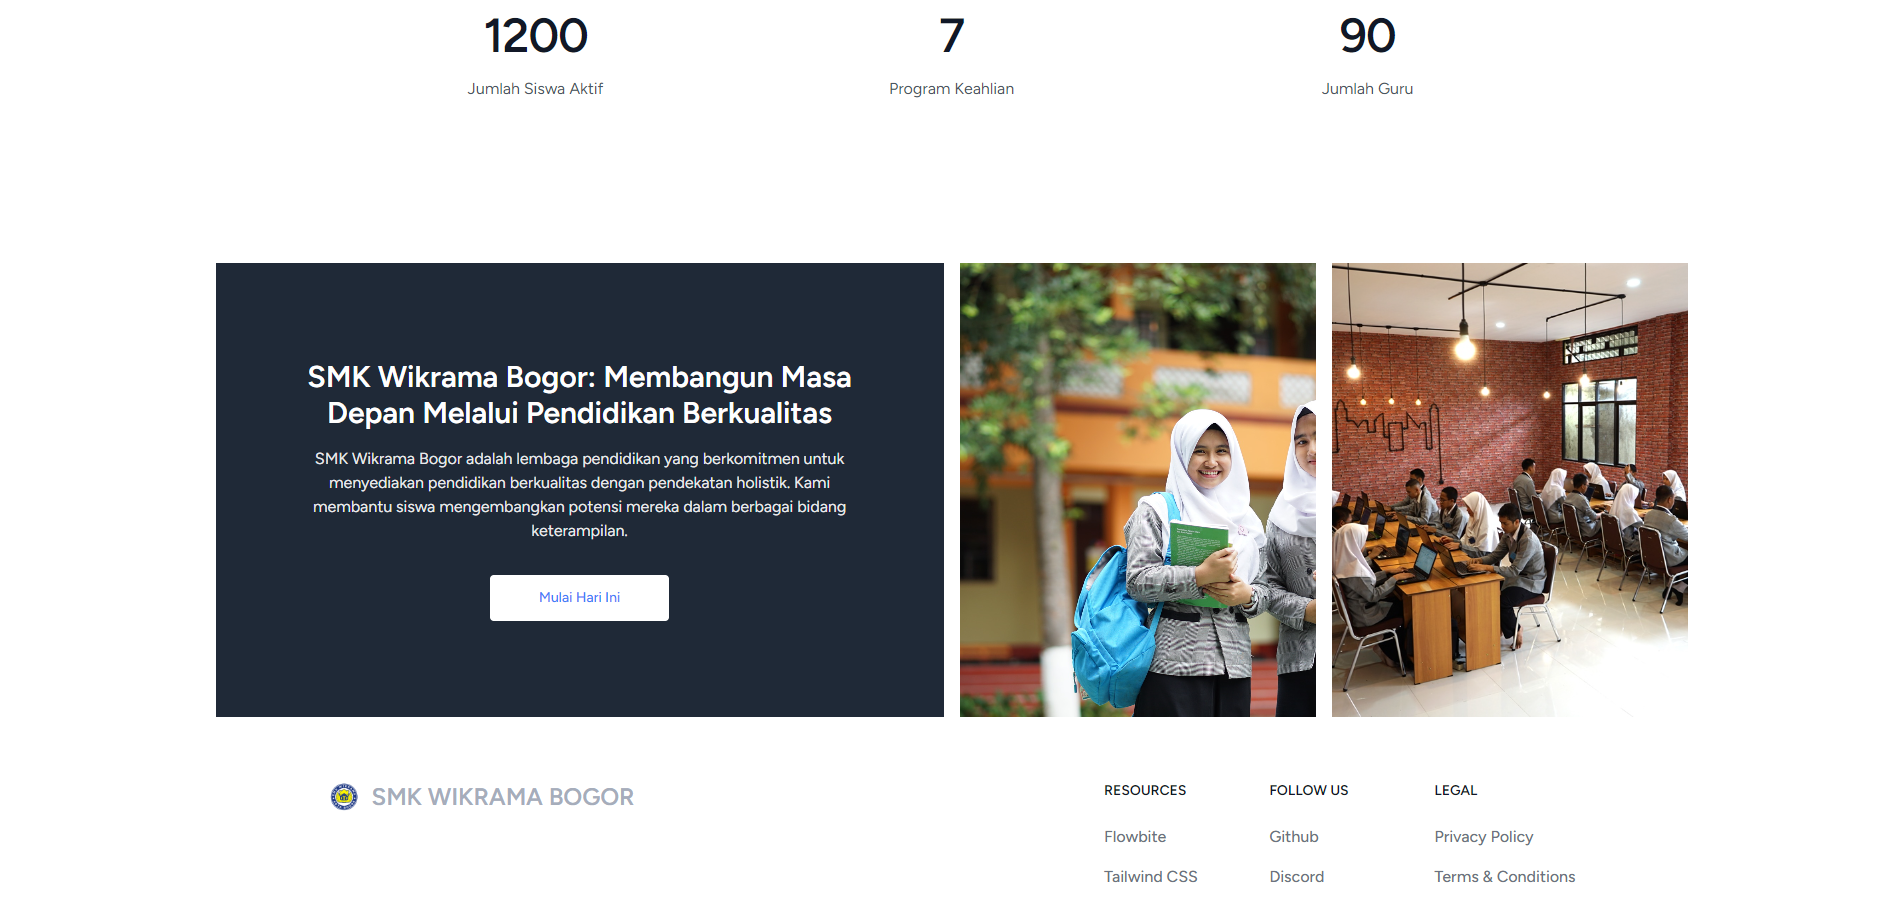 1200
7
90
Jumlah Siswa Aktif
Program Keahlian
Jumlah Guru
SMK Wikrama Bogor: Membangun Masa
Depan Melalui Pendidikan Berkualitas
SMK Wikrama Bogor adalah lembaga pendidikan yang berkomitmen untuk
menyediakan pendidikan berkualitas dengan pendekatan holistik. Kami
membantu siswa mengembangkan potensi mereka dalam berbagai bidang
keterampilan.
Mulai Hari Ini
SMK WIKRAMA BOGOR
RESOURCES
Flowbite
Tailwind CSS
FOLLOW US
Github
Discord
LEGAL
Privacy Policy
Terms & Conditions